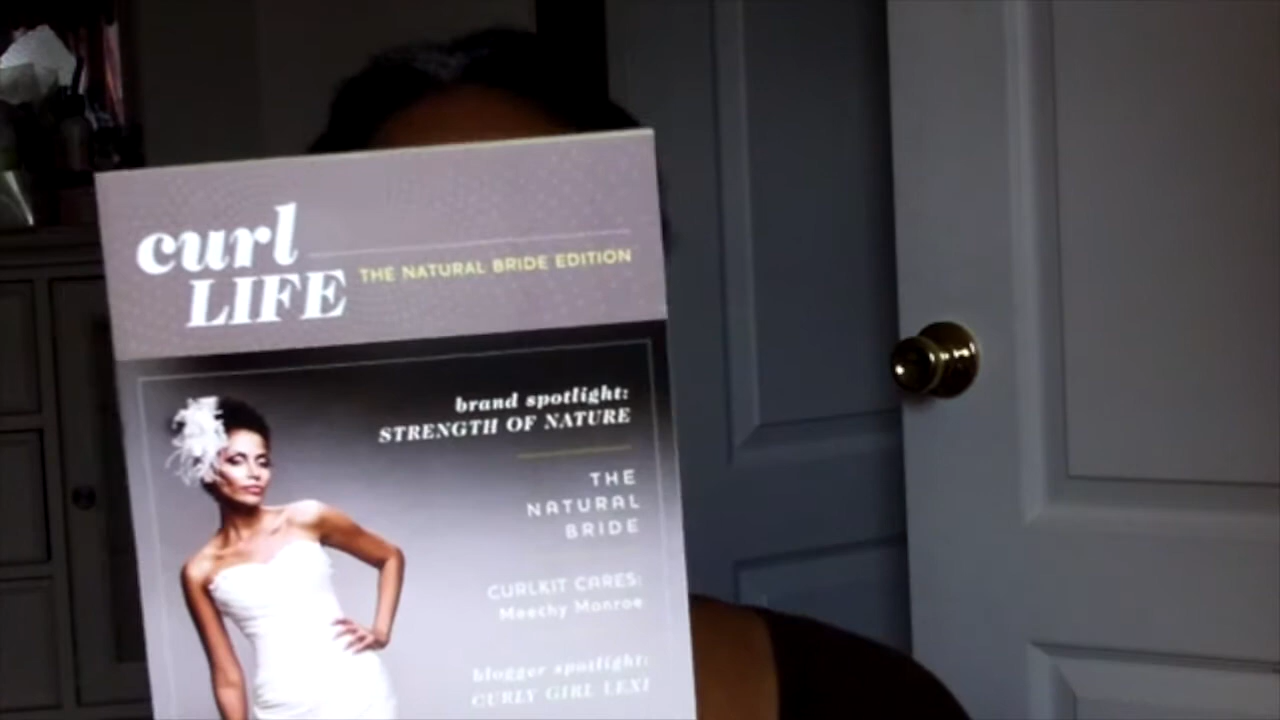 curl
LIFE
THE NATURAL BRIDE EDITION
brand spotlight:
STRENGTH OF NATURE
THE
NATURAL
BRIDE
CURLKIT CARES:
Meechy Monroe
blogger spotlight:
CURLY GIRL LEXI